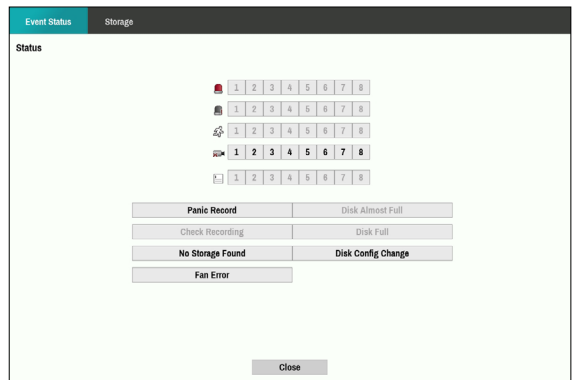 Event Status Storage
Status
1 2 3 4 5 6 7 8
1 2 3 4 5 6 7 8
1 2 3 4 5 6 7 8
1 2 3 4 5 6 7 8
1 2 3 4 5 6 7 8
Panic Record Disk Almost Full
Check Recording Disk Full
No Storage Found Disk Config Change
Fan Error
Close